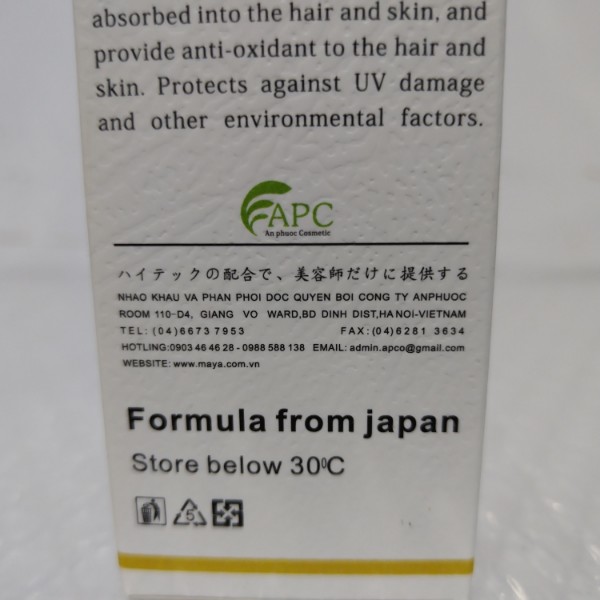 absorbed into the hair and skin, and
provide anti-oxidant to the hair and
skin. Protects against UV damage
and other environmental factors.
APC
An phuoc Cosmetic
ハイテックの配合で、美容師だけに提供する
NHAO KHAU VA PHAN PHOI DOC QUYEN BOI CONG TY ANPHUOC
ROOM 110-D4, GIANG VO WARD,BD DINH DIST,HANOI-VIETNAM
TEL: (04)6673 7953 FAX:(04)6281 3634
HOTLING:0903 46 46 28 - 0988 588 138 EMAIL: admin.apco@gmail.com
WEBSITE: www.maya.com.vn
Formula from japan
Store below 30°C
5